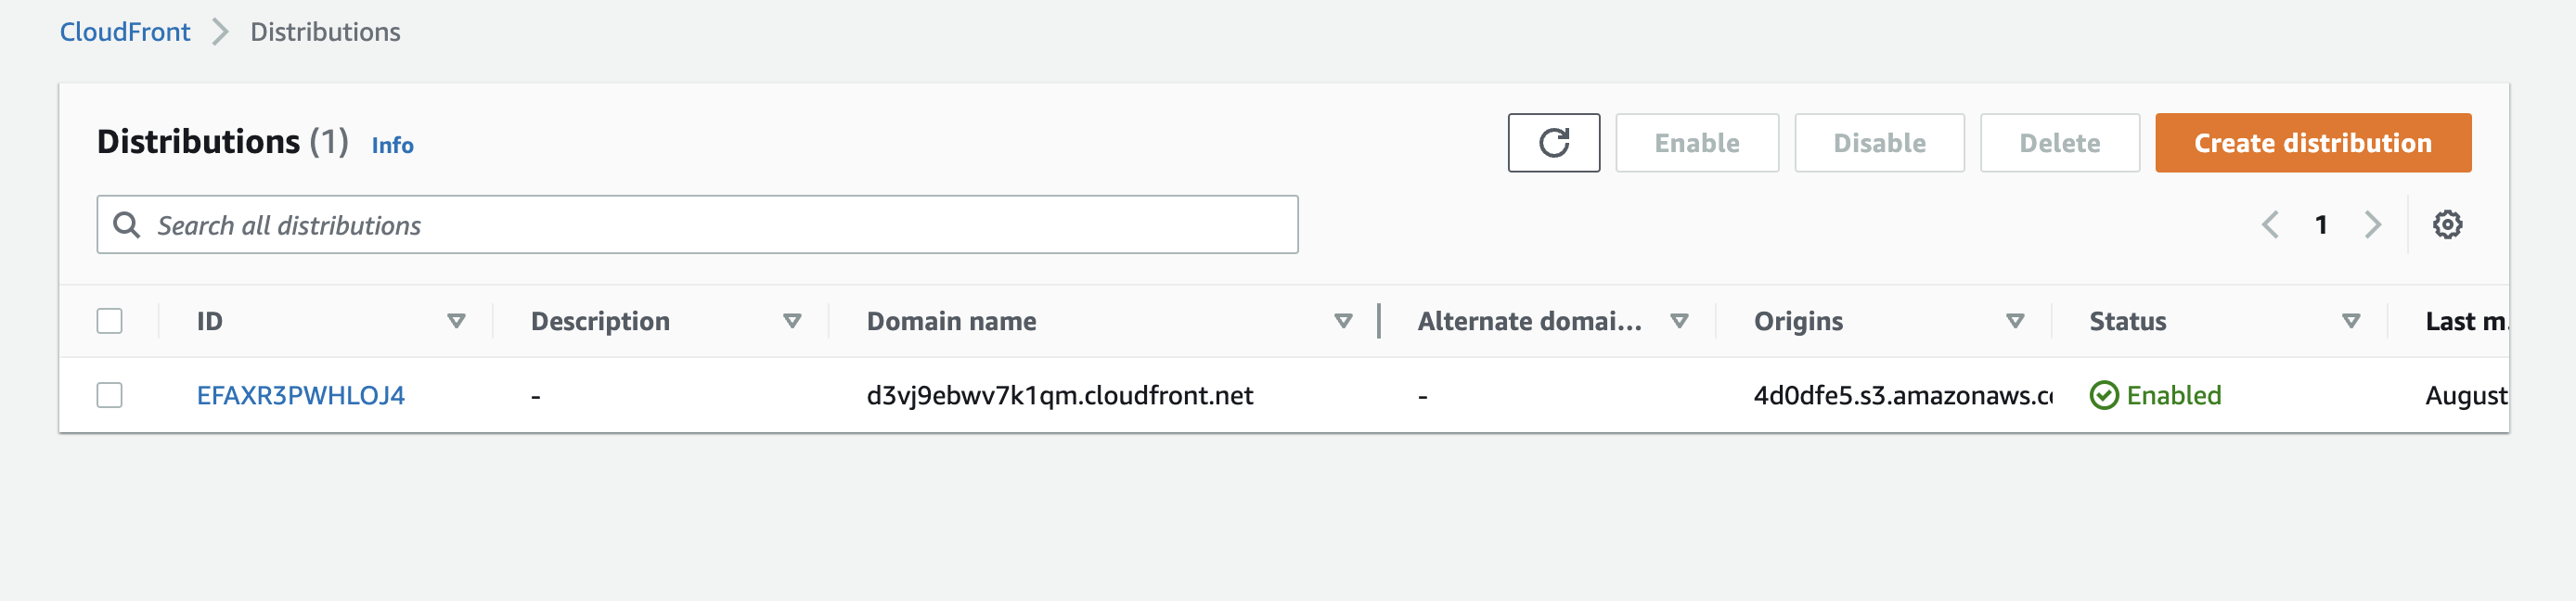 CloudFront Distributions
Distributions (1) Info
Enable Disable Delete Create distribution
Search all distributions
1
ID Description Domain name Alternate domai... Origins Status Last m.
EFAXR3PWHLOJ4 - d3vj9ebwv7k1qm.cloudfront.net - 4d0dfe5.s3.amazonaws.c Enabled August